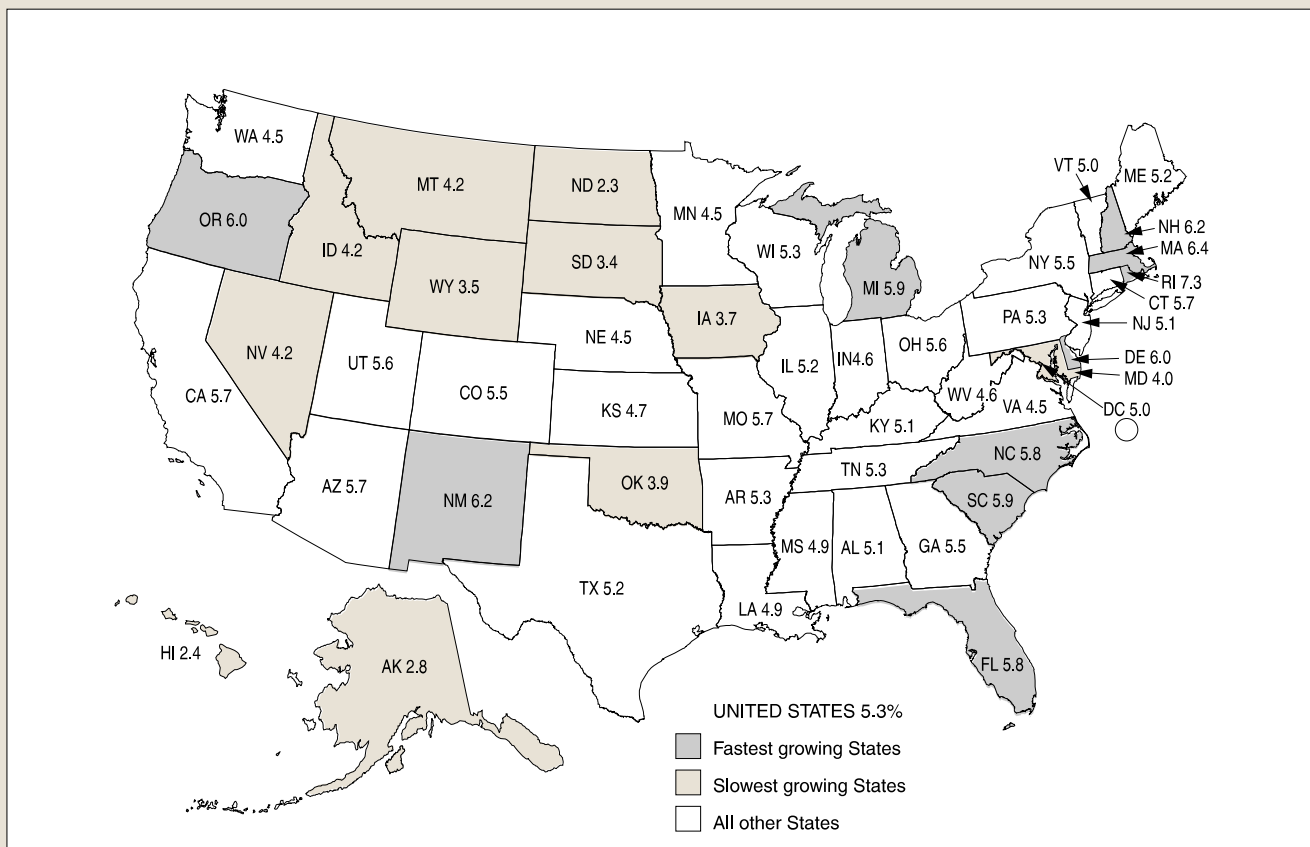 WA 4.5
OR 6.0
CA 5.7
ID 4.2
NV 4.2
MT 4.2
WY 3.5
UT 5.6
AZ 5.7
CO 5.5
NM 6.2
ND 2.3
SD 3.4
NE 4.5
KS 4.7
OK 3.9
TX 5.2
MN 4.5
IA 3.7
MO 5.7
AR 5.3
LA 4.9
WI 5.3
IL 5.2
MI 5.9
IN4.6
OH 5.6
KY 5.1
TN 5.3
MS 4.9
AL 5.1
GA 5.5
FL 5.8
SC 5.9
NC 5.8
VA 4.5
WV 4.6
PA 5.3
NY 5.5
VT 5.0
ME 5.2
NH 6.2
MA 6.4
RI 7.3
CT 5.7
NJ 5.1
DE 6.0
MD 4.0
DC 5.0
HI 2.4
AK 2.8
UNITED STATES 5.3%
Fastest growing States
Slowest growing States
All other States